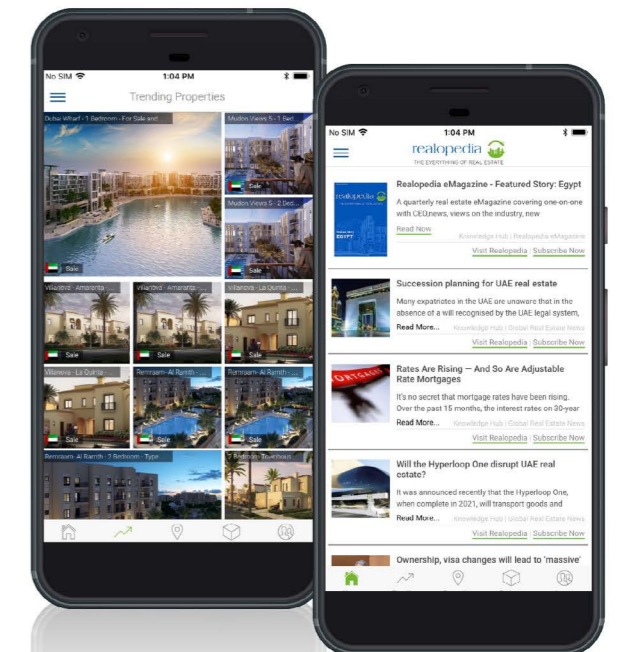 No SIM 1:04 PM
Trending Properties
Dubai Wharf - 1 Bedroom - For Sale and
Mudon Views 5 - 1 Bed...
Sale
Mudon Views 5 - 2 Bed...
Sale
Sale
Villanova - Amaranta -
Villanova - Amaranta - ...
Villanova - La Quinta - ...
Sale
Sale
Sale
Villanova - La Quinta
Remraam- Al Ramth - ...
Remraam- Al Ramth - ...
Sale
Sale
Sale
Remraam- Al Ramth - 2 Bedroom - Type
2 Bedroom Townhous
No SIM 1:04 PM
realopedia
THE EVERYTHING OF REAL ESTATE
realopedia
EGYPT
Realopedia eMagazine - Featured Story: Egypt
A quarterly real estate eMagazine covering one-on-one
with CEO,news, views on the industry, new
Read Now
Knowledge Hub | Realopedia eMagazine
Visit Realopedia | Subscribe Now
Succession planning for UAE real estate
Many expatriates in the UAE are unaware that in the
absence of a will recognised by the UAE legal system,
Read More... Knowledge Hub | Global Real Estate News
Visit Realopedia | Subscribe Now
MORTGAGE
Rates Are Rising — And So Are Adjustable
Rate Mortgages
It's no secret that mortgage rates have been rising.
Over the past 15 months, the interest rates on 30-year
Read More... Knowledge Hub | Global Real Estate News
Visit Realopedia | Subscribe Now
Will the Hyperloop One disrupt UAE real
estate?
It was announced recently that the Hyperloop One,
when complete in 2021, will transport goods and
Read More... Knowledge Hub | Global Real Estate News
Visit Realopedia | Subscribe Now
Ownership, visa changes will lead to 'massive'